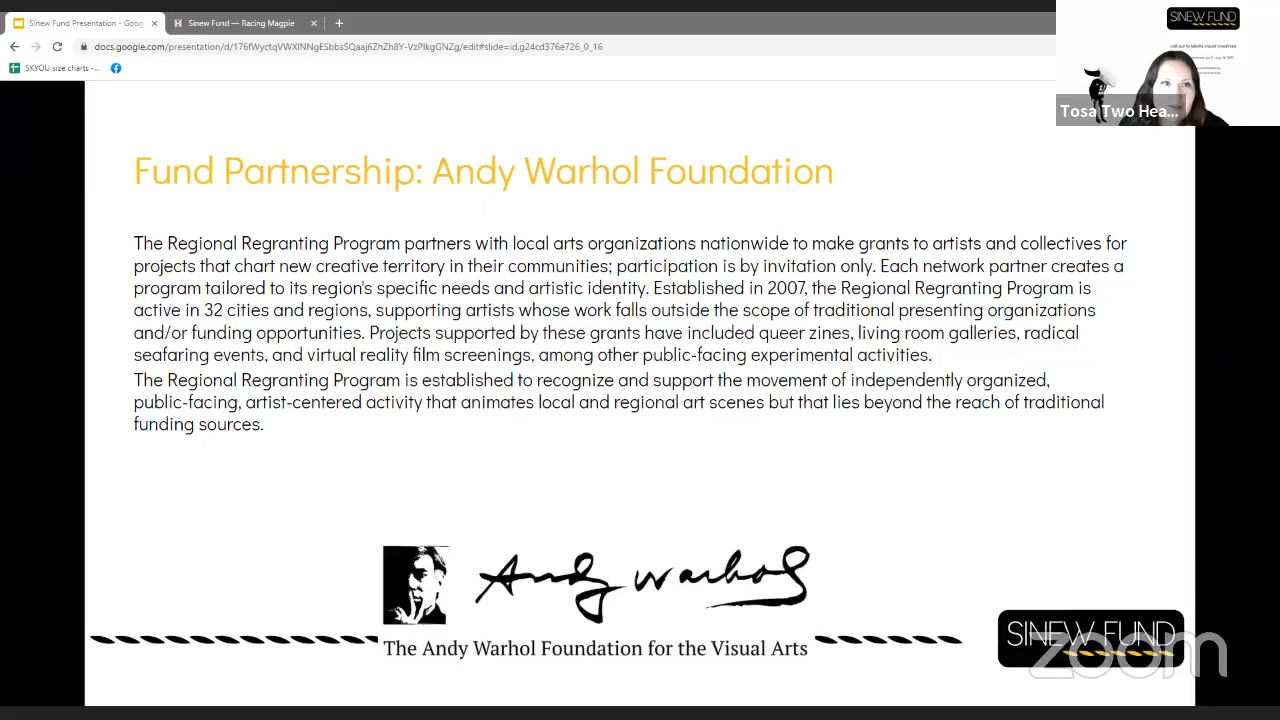 Sinew Fund Presentation - Goog
Sinew Fund — Racing Magpie
docs.google.com/presentation/d/176fWyctqVWXlNNgESbbsSQaaj6ZhZh8Y-VzPlkgGNZg/edit#slide=id.g24cd376e726_0_16
SKYOU size charts -...
SINEW FUND
call out to lakota visual creatives
Tosa Two Hea...
Fund Partnership: Andy Warhol Foundation
The Regional Regranting Program partners with local arts organizations nationwide to make grants to artists and collectives for
projects that chart new creative territory in their communities; participation is by invitation only. Each network partner creates a
program tailored to its region's specific needs and artistic identity. Established in 2007, the Regional Regranting Program is
active in 32 cities and regions, supporting artists whose work falls outside the scope of traditional presenting organizations
and/or funding opportunities. Projects supported by these grants have included queer zines, living room galleries, radical
seafaring events, and virtual reality film screenings, among other public-facing experimental activities.
The Regional Regranting Program is established to recognize and support the movement of independently organized,
public-facing, artist-centered activity that animates local and regional art scenes but that lies beyond the reach of traditional
funding sources.
Andy Warhol
The Andy Warhol Foundation for the Visual Arts
SINEW FUND
zoom